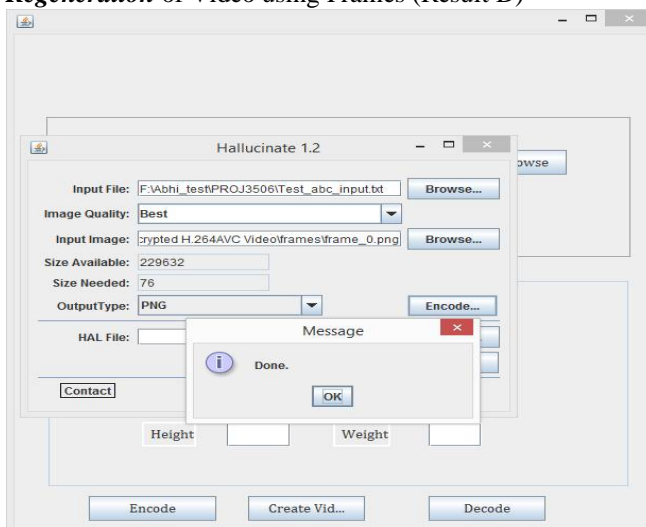 Regeneration of Video using Frames (Result B)
Hallucinate 1.2
owse
Input File: F:\Abhi_test\PROJ3506\Test_abc_input.txt Browse...
Image Quality: Best
Input Image: crypted H.264AVC Video\frames\frame_0.png Browse...
Size Available: 229632
Size Needed: 76
OutputType: PNG Encode...
Message
HAL File:
Done.
OK
Contact
Height Weight
Encode Create Vid... Decode